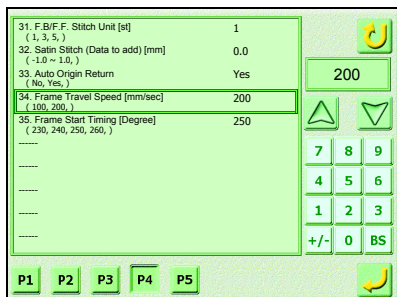 31. F.B/F.F. Stitch Unit [st] 1
( 1, 3, 5, )
32. Satin Stitch (Data to add) [mm] 0.0
( -1.0 ~ 1.0, )
33. Auto Origin Return Yes
( No, Yes, )
34. Frame Travel Speed [mm/sec] 200
( 100, 200, )
35. Frame Start Timing [Degree] 250
( 230, 240, 250, 260, )
------
------
------
------
------
200
7 8 9
4 5 6
1 2 3
+/- 0 BS
P1 P2 P3 P4 P5